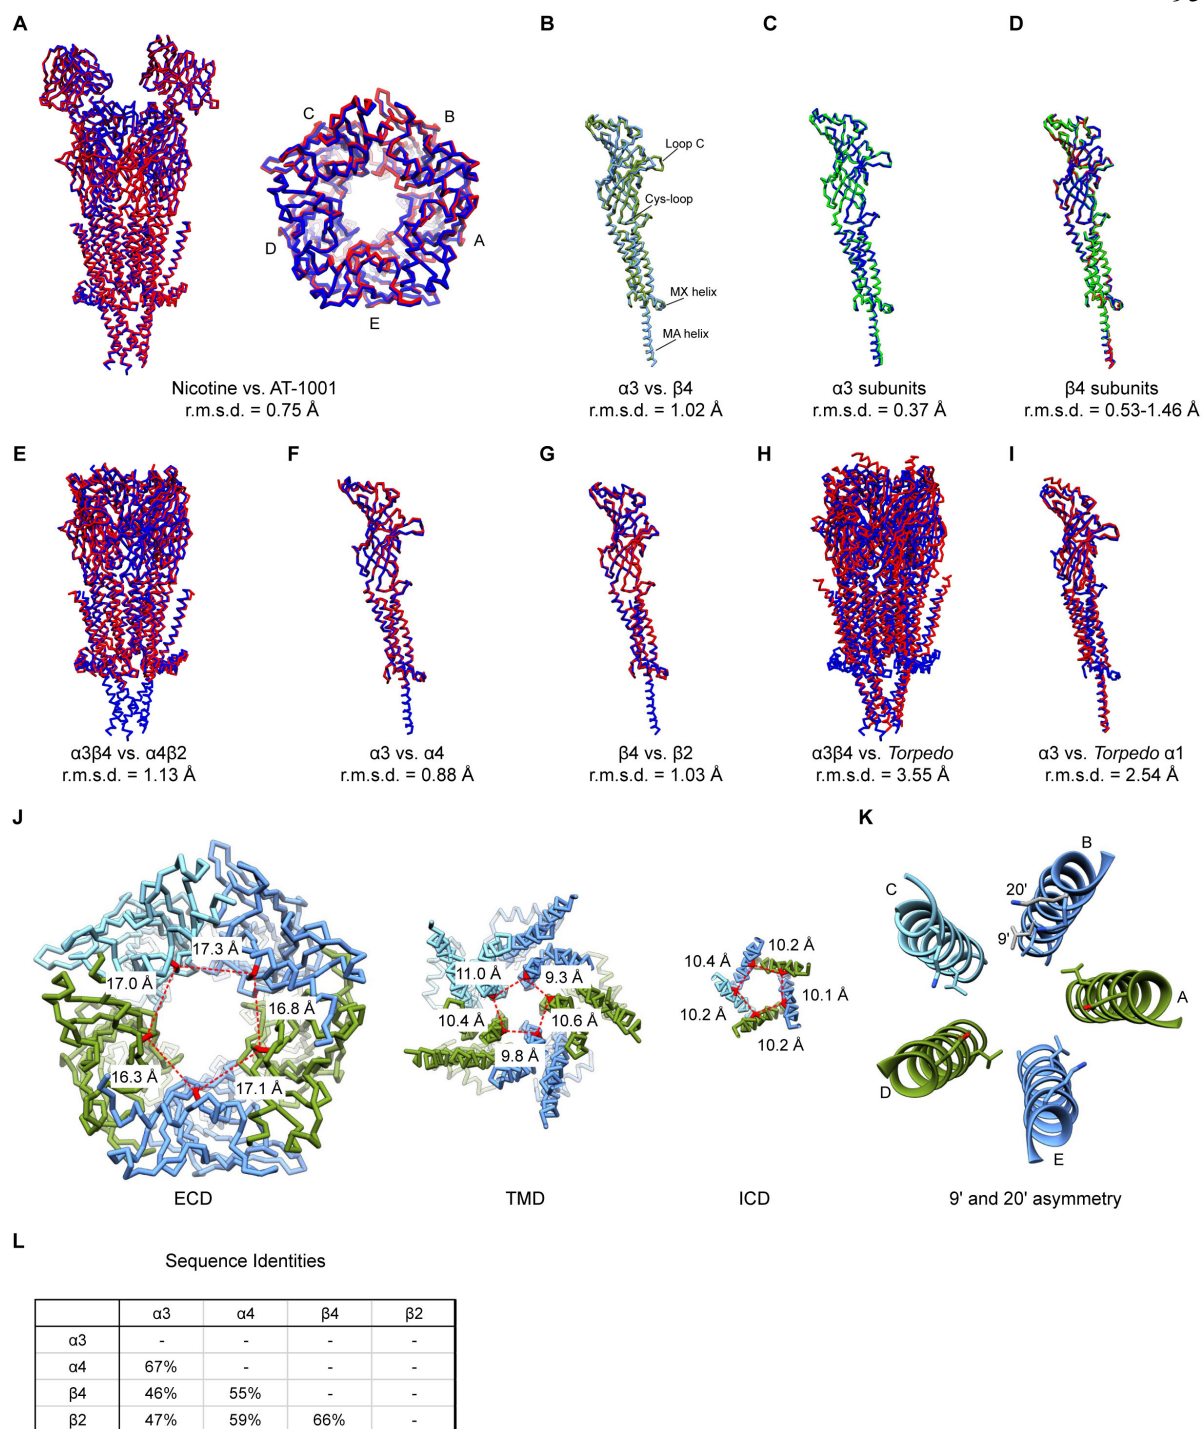 A
B
C
D
C
B
D
A
E
Loop C
Cys-loop
MX helix
MA helix
Nicotine vs. AT-1001
r.m.s.d. = 0.75 Å
α3 vs. β4
r.m.s.d. = 1.02 Å
α3 subunits
r.m.s.d. = 0.37 Å
β4 subunits
r.m.s.d. = 0.53-1.46 Å
E
F
G
H
I
α3β4 vs. α4β2
r.m.s.d. = 1.13 Å
α3 vs. α4
r.m.s.d. = 0.88 Å
β4 vs. β2
r.m.s.d. = 1.03 Å
α3β4 vs. Torpedo
r.m.s.d. = 3.55 Å
α3 vs. Torpedo α1
r.m.s.d. = 2.54 Å
J
17.3 Å
17.0 Å
16.8 Å
16.3 Å
17.1 Å
ECD
11.0 Å
9.3 Å
10.4 Å
10.6 Å
9.8 Å
TMD
10.2 Å
10.4 Å
10.1 Å
10.2 Å
10.2 Å
ICD
K
B
C
20'
9'
A
D
E
9' and 20' asymmetry
L
Sequence Identities
α3 α4 β4 β2
α3 - - - -
α4 67% - - -
β4 46% 55% - -
β2 47% 59% 66% -